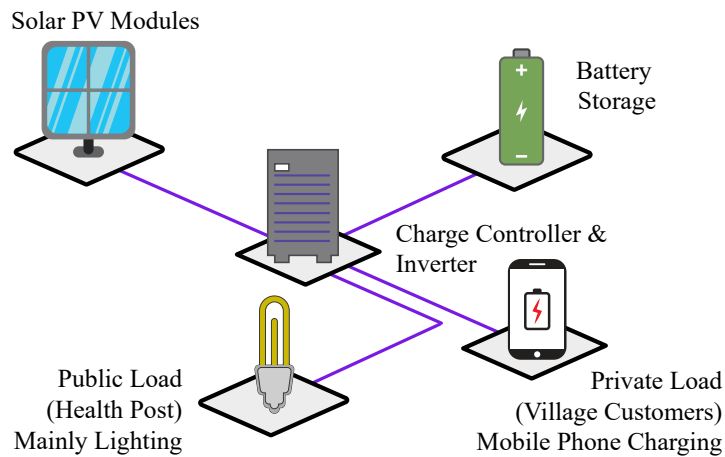 Solar PV Modules
Battery
Storage
Charge Controller &
Inverter
Public Load
(Health Post)
Mainly Lighting
Private Load
(Village Customers)
Mobile Phone Charging